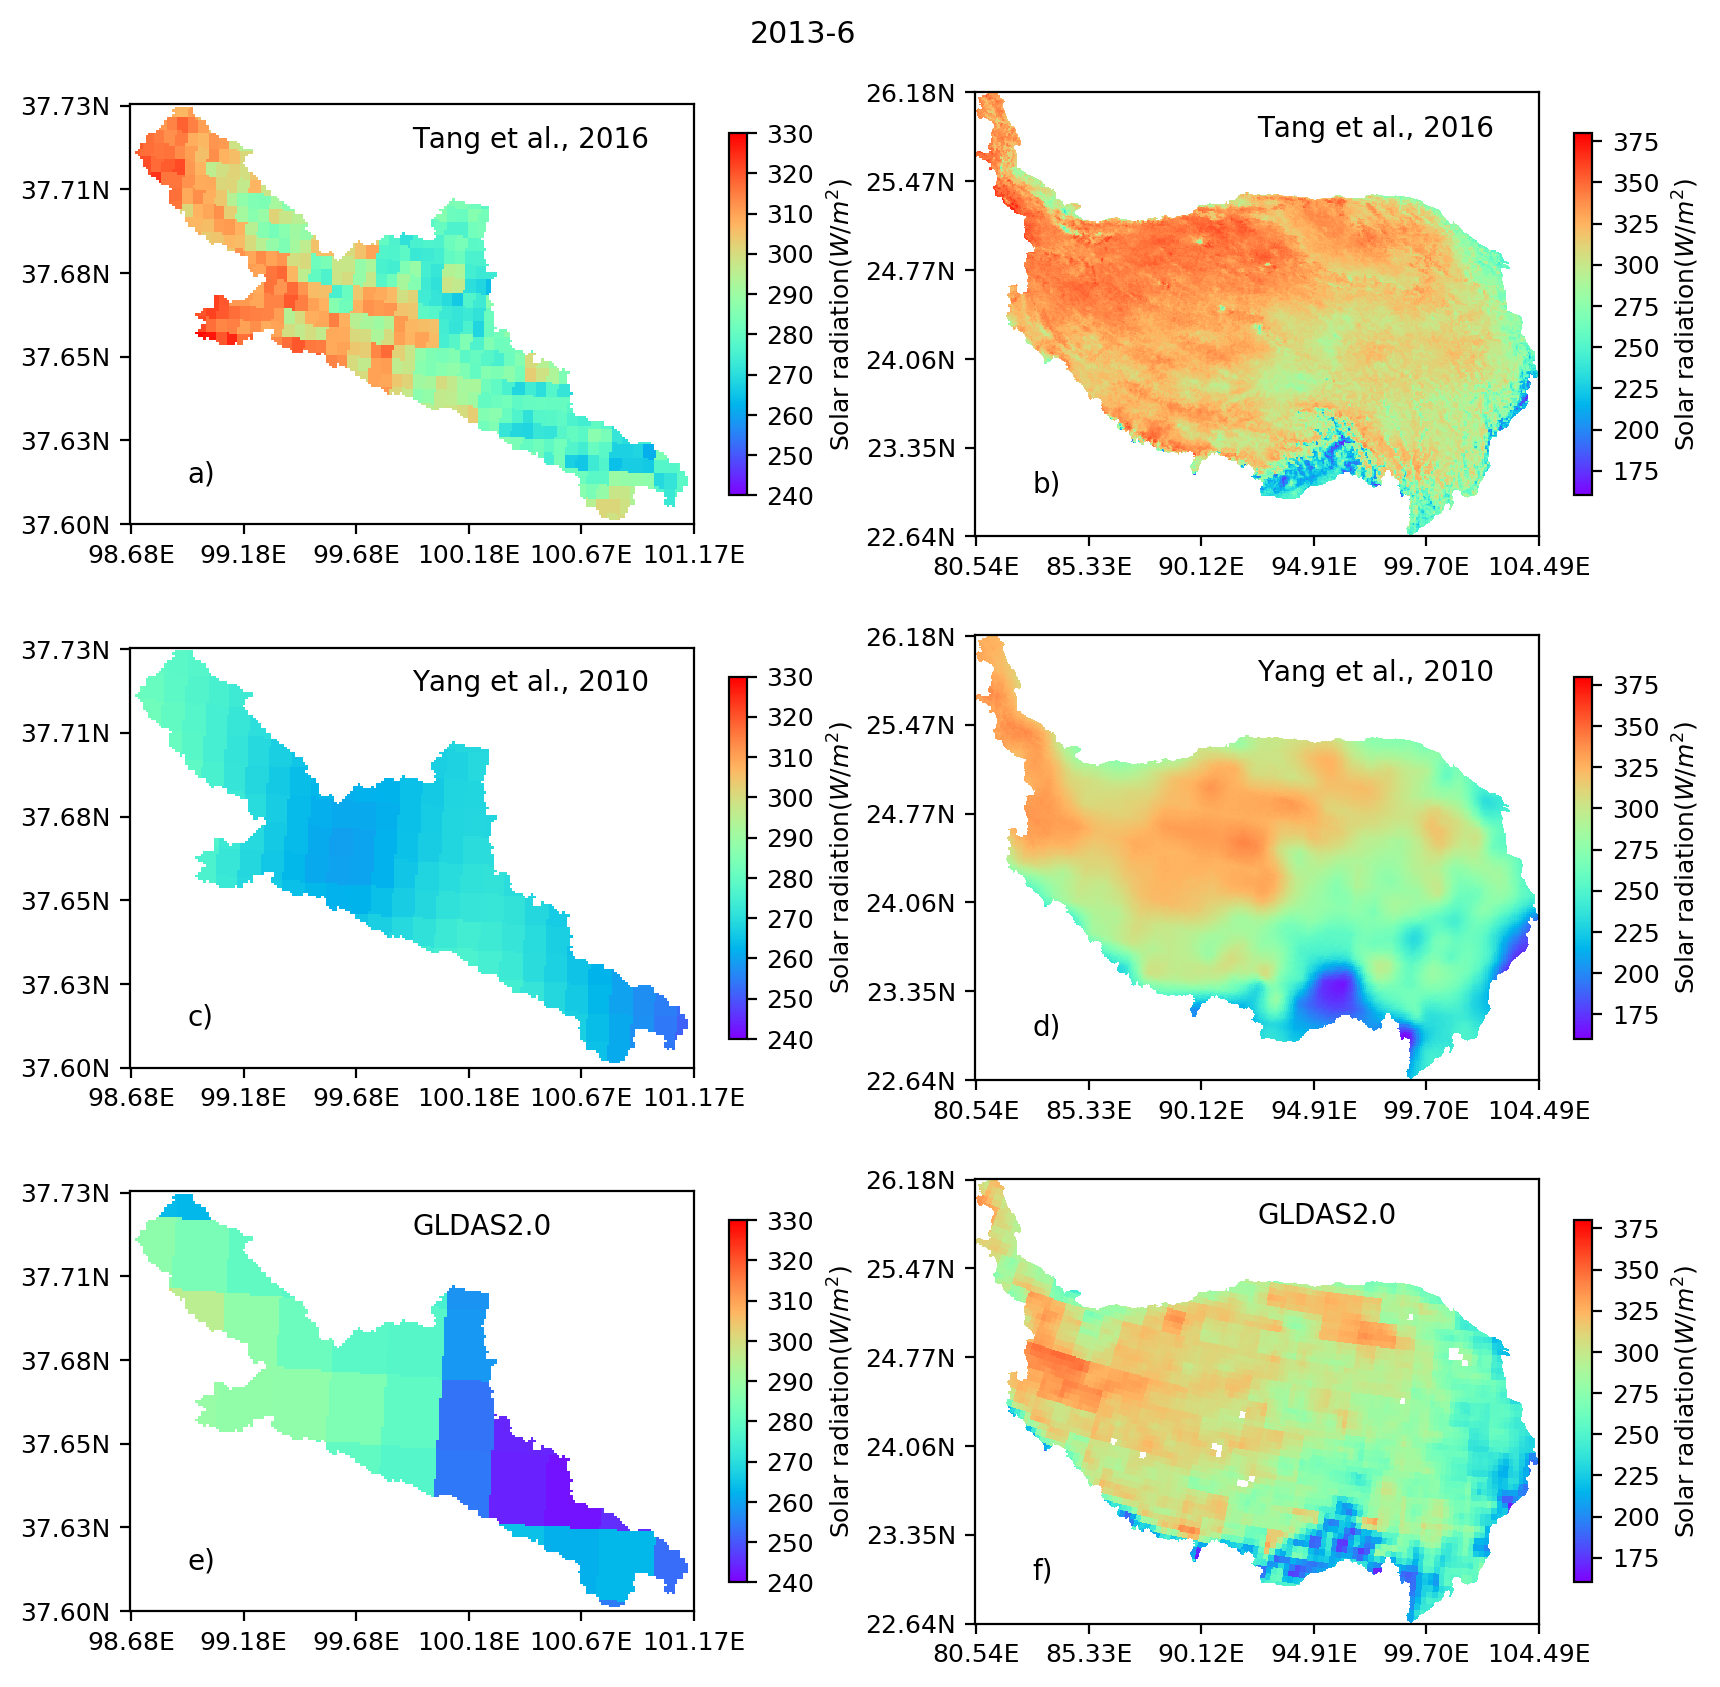 2013-6
Tang et al., 2016
a)
37.73N
37.71N
37.68N
37.65N
37.63N
37.60N
98.68E 99.18E 99.68E 100.18E 100.67E 101.17E
330
320
310
300
290
280
270
260
250
240
Solar radiation(W/m²)
Tang et al., 2016
b)
26.18N
25.47N
24.77N
24.06N
23.35N
22.64N
80.54E 85.33E 90.12E 94.91E 99.70E 104.49E
375
350
325
300
275
250
225
200
175
Solar radiation(W/m²)
Yang et al., 2010
c)
37.73N
37.71N
37.68N
37.65N
37.63N
37.60N
98.68E 99.18E 99.68E 100.18E 100.67E 101.17E
330
320
310
300
290
280
270
260
250
240
Solar radiation(W/m²)
Yang et al., 2010
d)
26.18N
25.47N
24.77N
24.06N
23.35N
22.64N
80.54E 85.33E 90.12E 94.91E 99.70E 104.49E
375
350
325
300
275
250
225
200
175
Solar radiation(W/m²)
GLDAS2.0
e)
37.73N
37.71N
37.68N
37.65N
37.63N
37.60N
98.68E 99.18E 99.68E 100.18E 100.67E 101.17E
330
320
310
300
290
280
270
260
250
240
Solar radiation(W/m²)
GLDAS2.0
f)
26.18N
25.47N
24.77N
24.06N
23.35N
22.64N
80.54E 85.33E 90.12E 94.91E 99.70E 104.49E
375
350
325
300
275
250
225
200
175
Solar radiation(W/m²)